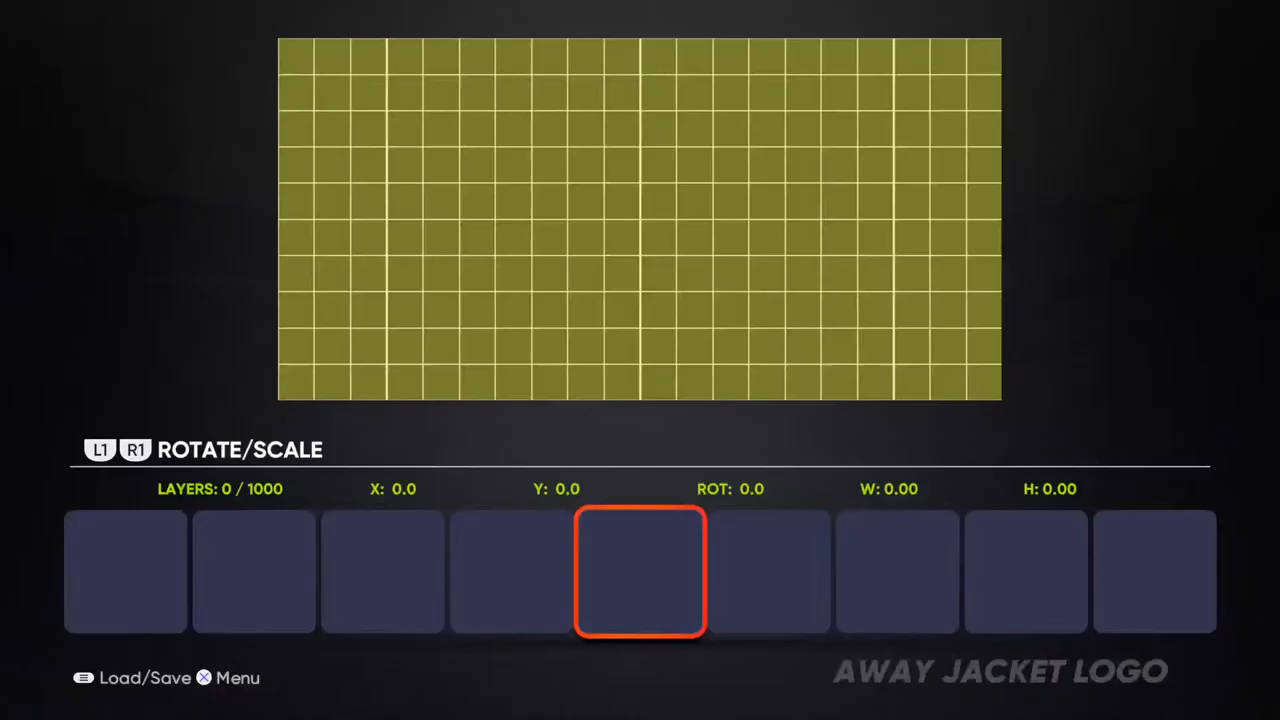 L1 R1 ROTATE/SCALE
LAYERS: 0 / 1000 X: 0.0 Y: 0.0 ROT: 0.0 W: 0.00 H: 0.00
Load/Save Menu
AWAY JACKET LOGO